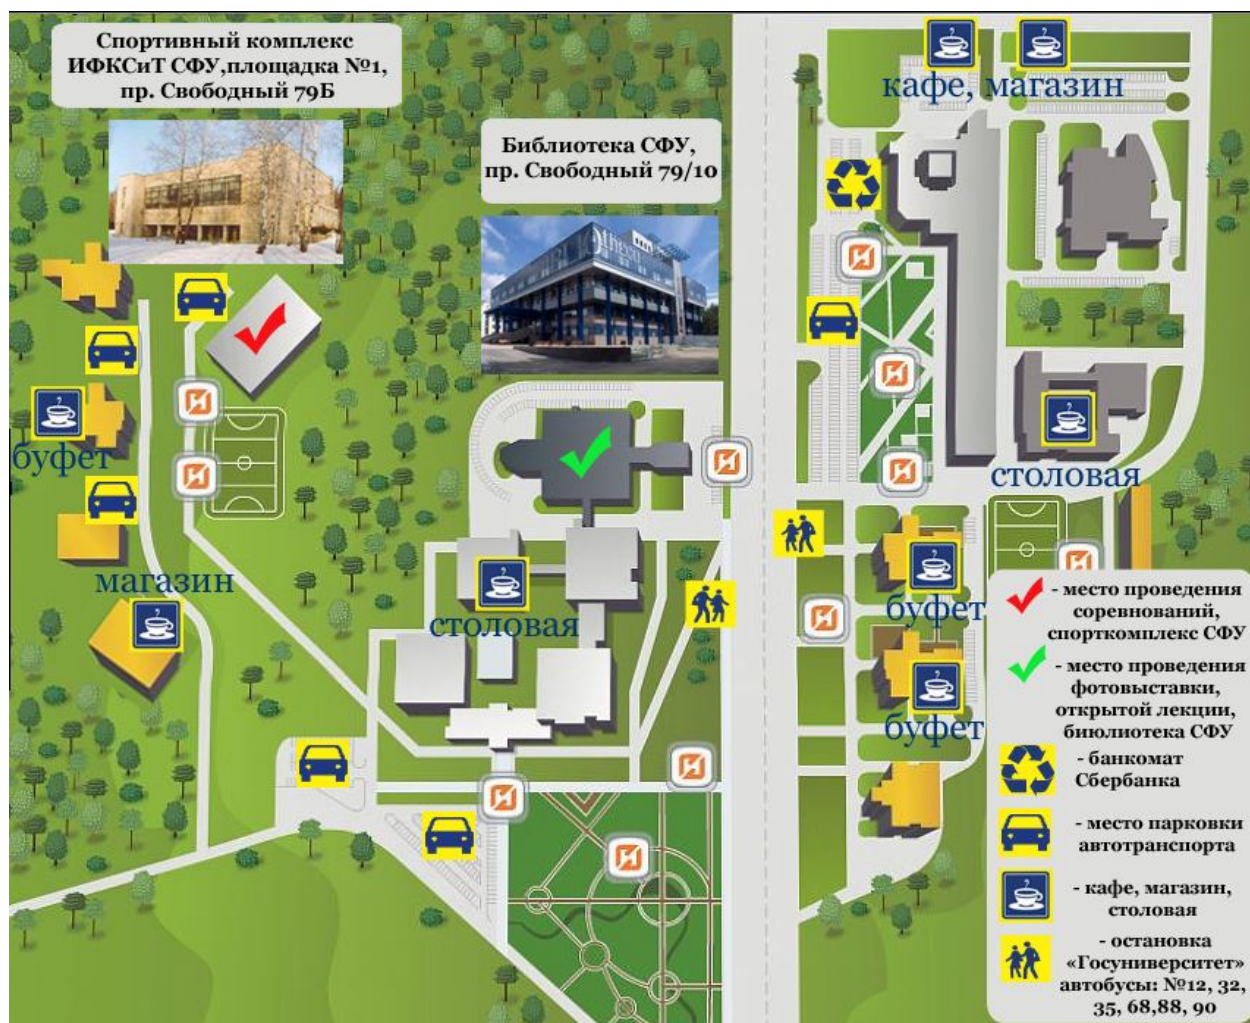 Спортивный комплекс
ИФКСиТ СФУ,площадка №1,
пр. Свободный 79Б
Библиотека СФУ,
пр. Свободный 79/10
кафе, магазин
буфет
столовая
магазин
столовая
буфет
буфет
- место проведения
соревнований,
спорткомплекс СФУ
- место проведения
фотовыставки,
открытой лекции,
биюлиотека СФУ
- банкомат
Сбербанка
- место парковки
автотранспорта
- кафе, магазин,
столовая
- остановка
«Госуниверситет»
автобусы: №12, 32,
35, 68,88, 90